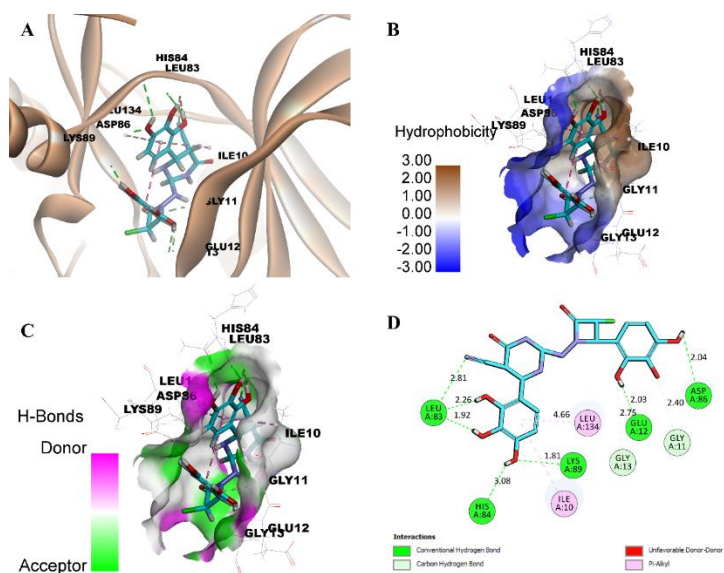 A
HIS84
LEU83
ASP86
LYS89
ILE10
GLU12
B
HIS84
LEU83
LYS89
Hydrophobicity
3.00
2.00
1.00
0.00
-1.00
-2.00
-3.00
ILE10
GLY11
GLU12
GLY13
C
HIS84
LEU83
ASP86
LYS89
H-Bonds
Donor
Acceptor
ILE10
GLY11
GLU12
GLY13
D
2.81
2.26
1.92
LEU
A:83
4.66
LEU
A:134
2.03
2.75
GLU
A:12
2.40
GLY
A:11
2.04
ASP
A:86
GLY
A:13
1.81
LYS
A:89
3.08
HIS
A:84
ILE
A:10
Interactions
Conventional Hydrogen Bond
Carbon Hydrogen Bond
Unfavorable Donor-Donor
Pi-Alkyl